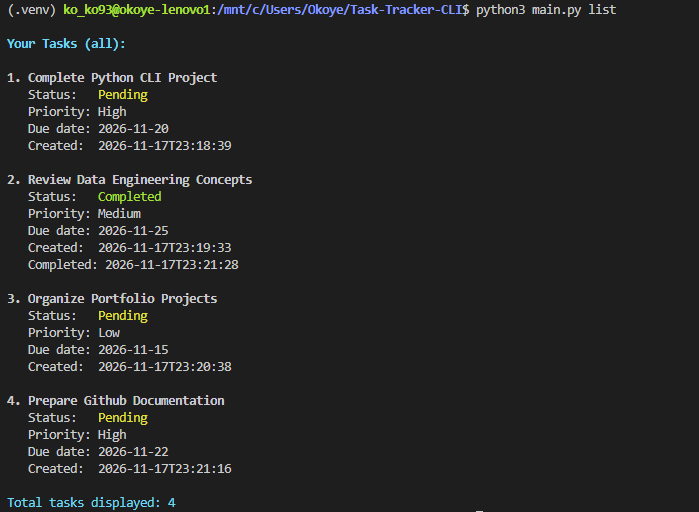 (.venv) ko_ko93@okoye-lenovo1:/mnt/c/Users/Okoye/Task-Tracker-CLI$ python3 main.py list
Your Tasks (all):
1. Complete Python CLI Project
Status: Pending
Priority: High
Due date: 2026-11-20
Created: 2026-11-17T23:18:39
2. Review Data Engineering Concepts
Status: Completed
Priority: Medium
Due date: 2026-11-25
Created: 2026-11-17T23:19:33
Completed: 2026-11-17T23:21:28
3. Organize Portfolio Projects
Status: Pending
Priority: Low
Due date: 2026-11-15
Created: 2026-11-17T23:20:38
4. Prepare Github Documentation
Status: Pending
Priority: High
Due date: 2026-11-22
Created: 2026-11-17T23:21:16
Total tasks displayed: 4